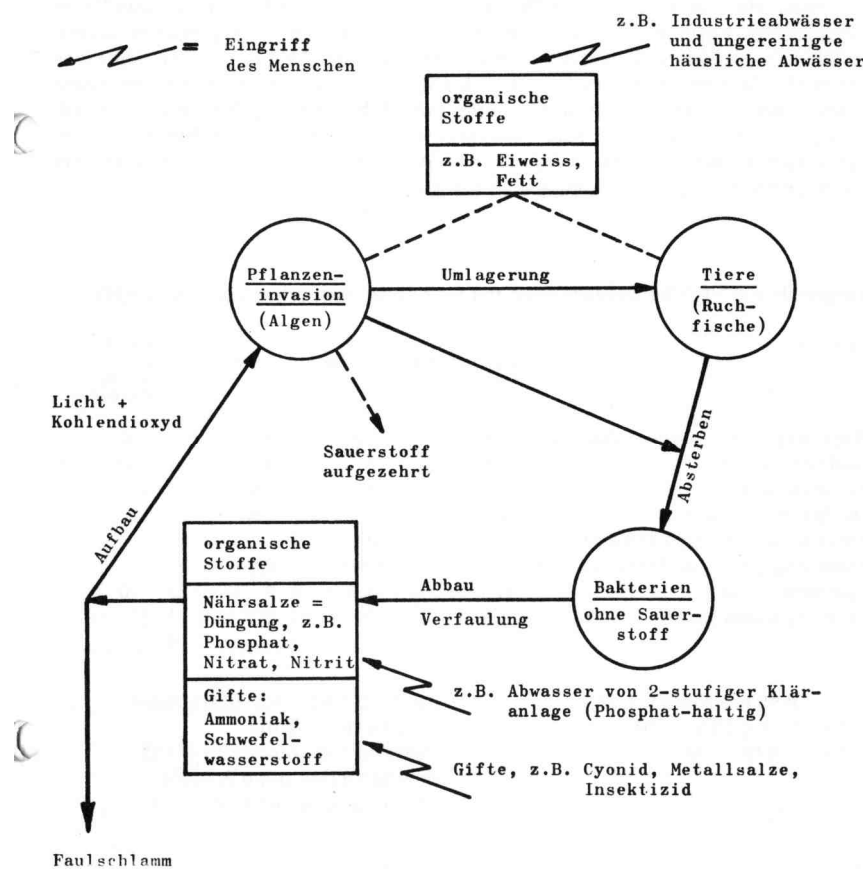 z.B. Industrieabwässer
und ungereinigte
häusliche Abwässer
= Eingriff
des Menschen
organische
Stoffe
z.B. Eiweiss,
Fett
Pflanzen-
invasion
(Algen)
Umlagerung
Tiere
(Ruch-
fische)
Licht +
Kohlendioxyd
Sauerstoff
aufgezehrt
Absterben
Aufbau
organische
Stoffe
Nährsalze =
Düngung, z.B.
Phosphat,
Nitrat, Nitrit
Gifte:
Ammoniak,
Schwefel-
wasserstoff
Abbau
Verfaulung
Bakterien
ohne Sauer-
stoff
z.B. Abwasser von 2-stufiger Klär-
anlage (Phosphat-haltig)
Gifte, z.B. Cyonid, Metallsalze,
Insektizid
Faulschlamm